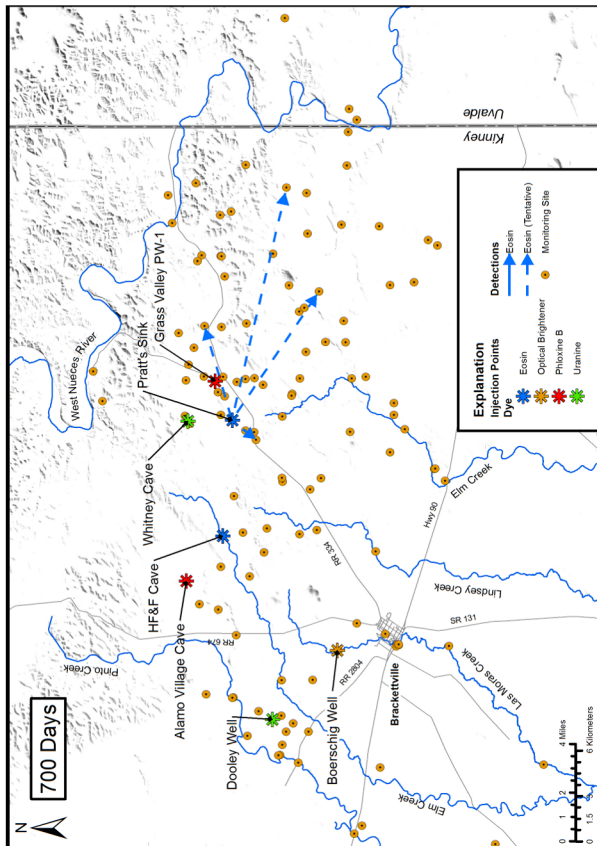 700 Days
N
West Nueces River
Pratt's Sink
Grass Valley PW-1
Whitney Cave
HF&F Cave
Alamo Village Cave
Pinto Creek
RR 674
Dooley Well
Boerschig Well
RR 2804
Brackettville
RR 334
SR 131
Hwy 90
Elm Creek
Lindsey Creek
Las Moras Creek
Elm Creek
Kinney
Uvalde
Explanation
Injection Points
Dye
Eosin
Optical Brightener
Phloxine B
Uranine
Detections
Eosin
Eosin (Tentative)
Monitoring Site
0 1 2 4 Miles
0 1.5 3 6 Kilometers